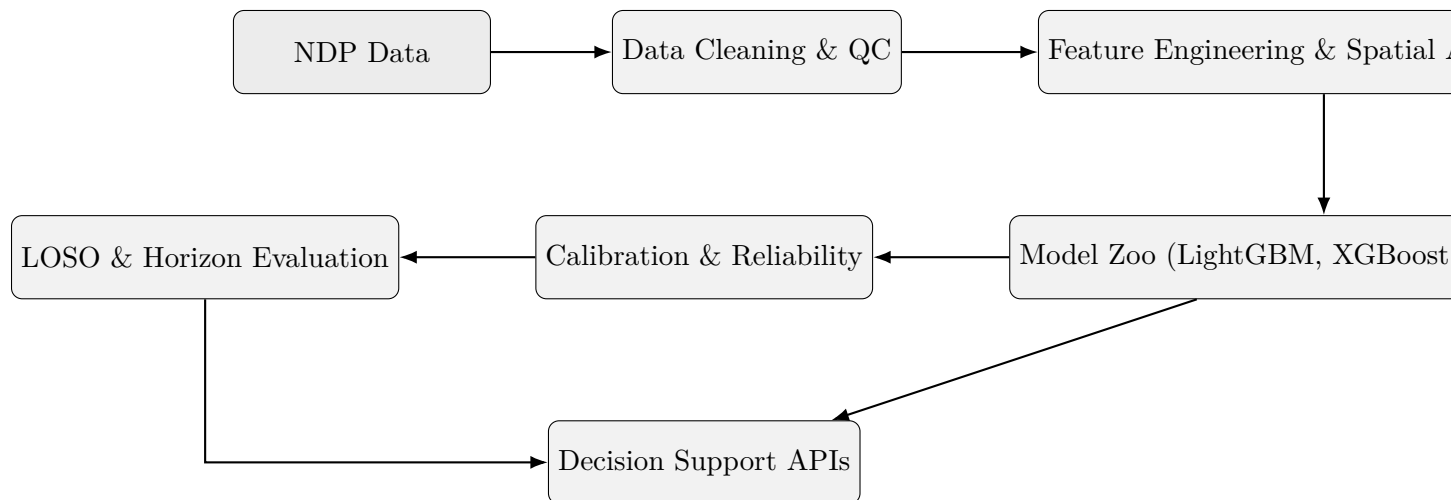 NDP Data
Data Cleaning & QC
Feature Engineering & Spatial
LOSO & Horizon Evaluation
Calibration & Reliability
Model Zoo (LightGBM, XGBoost
Decision Support APIs